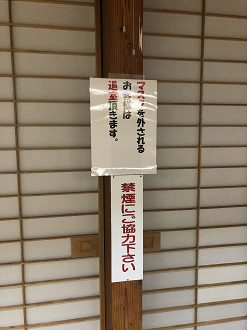 マスクを外される
お客様は
退室頂きます。
禁煙にご協力下さい